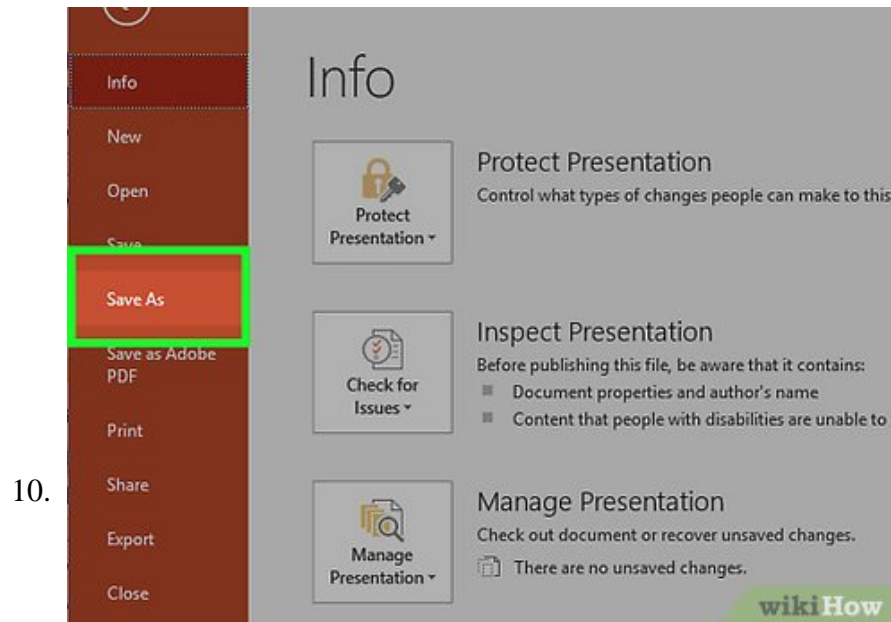 Info
New
Open
Save
Save As
Save as Adobe
PDF
Print
Share
Export
Close
10.
Info
Protect
Presentation
Protect Presentation
Control what types of changes people can make to this
Check for
Issues
Inspect Presentation
Before publishing this file, be aware that it contains:
Document properties and author's name
Content that people with disabilities are unable to
Manage
Presentation
Manage Presentation
Check out document or recover unsaved changes.
There are no unsaved changes.
wikiHow